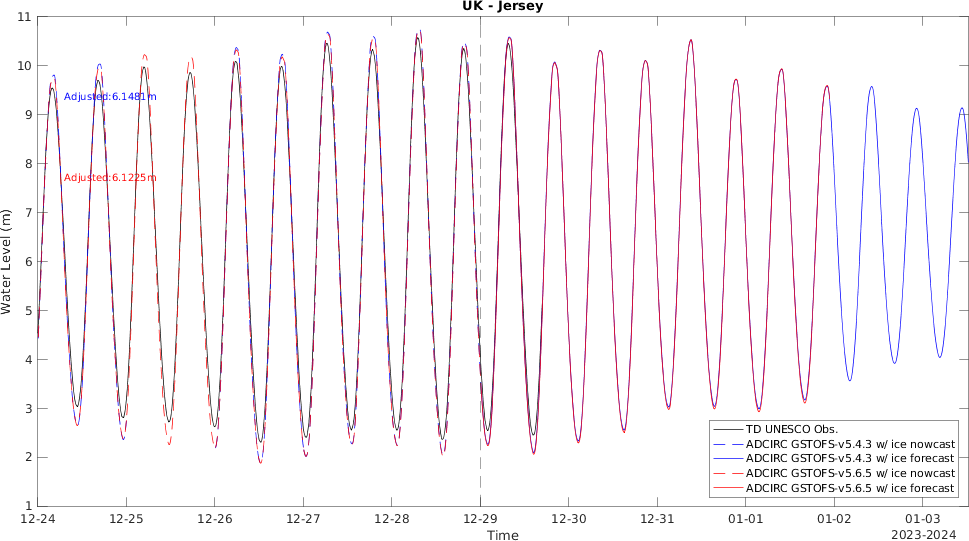 UK - Jersey
11
10
9
8
7
6
5
4
3
2
1
Water Level (m)
Adjusted:6.1481m
Adjusted:6.1225m
TD UNESCO Obs.
ADCIRC GSTOFS-v5.4.3 w/ ice nowcast
ADCIRC GSTOFS-v5.4.3 w/ ice forecast
ADCIRC GSTOFS-v5.6.5 w/ ice nowcast
ADCIRC GSTOFS-v5.6.5 w/ ice forecast
12-24 12-25 12-26 12-27 12-28 12-29 12-30 12-31 01-01 01-02 01-03
Time
2023-2024